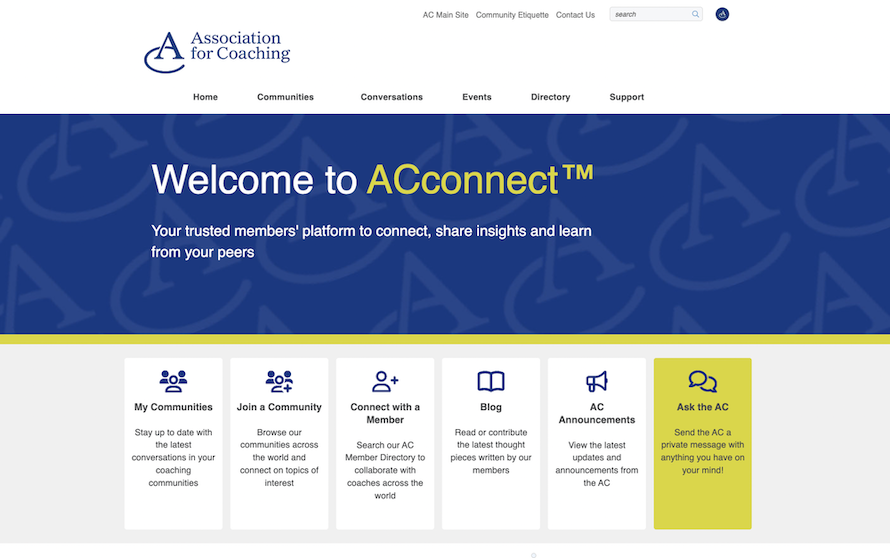 AC Main Site Community Etiquette Contact Us search
Association
for Coaching
Home Communities Conversations Events Directory Support
Welcome to ACconnect™
Your trusted members' platform to connect, share insights and learn
from your peers
My Communities
Stay up to date with
the latest
conversations in your
coaching
communities
Join a Community
Browse our
communities across
the world and
connect on topics of
interest
Connect with a
Member
Search our AC
Member Directory to
collaborate with
coaches across the
world
Blog
Read or contribute
the latest thought
pieces written by our
members
AC
Announcements
View the latest
updates and
announcements from
the AC
Ask the AC
Send the AC a
private message with
anything you have on
your mind!